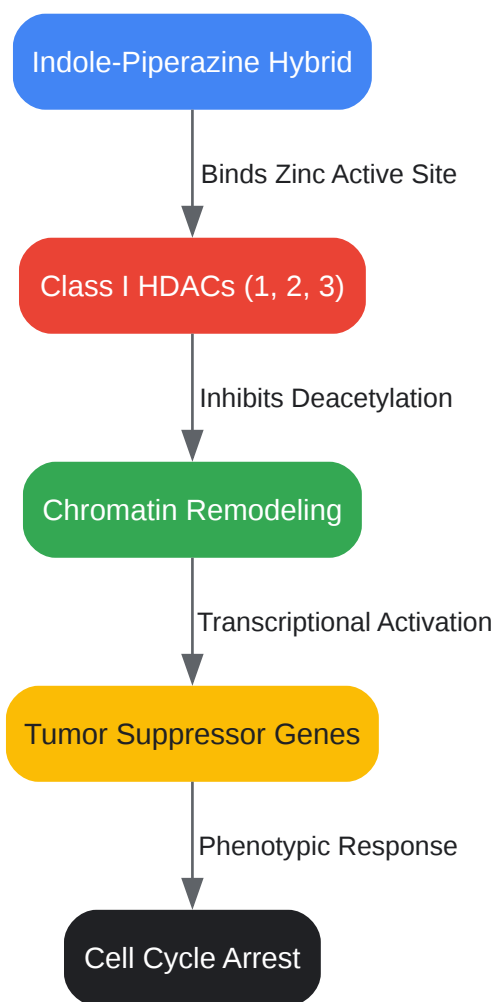 Indole-Piperazine Hybrid
Binds Zinc Active Site
Class I HDACs (1, 2, 3)
Inhibits Deacetylation
Chromatin Remodeling
Transcriptional Activation
Tumor Suppressor Genes
Phenotypic Response
Cell Cycle Arrest